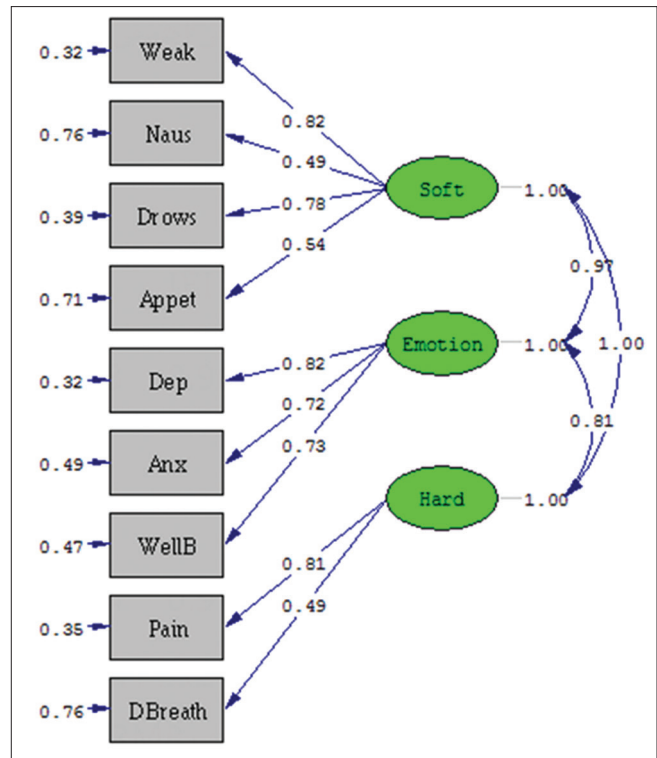 0.32 Weak
0.82
0.76 Naus
0.49
0.39 Drows
0.78
Soft 1.00
0.71 Appet
0.54
0.97
0.32 Dep
0.82
Emotion 1.00
1.00
0.49 Anx
0.72
0.73
0.81
0.47 WellB
Hard 1.00
0.35 Pain
0.81
0.49
0.76 DBreath